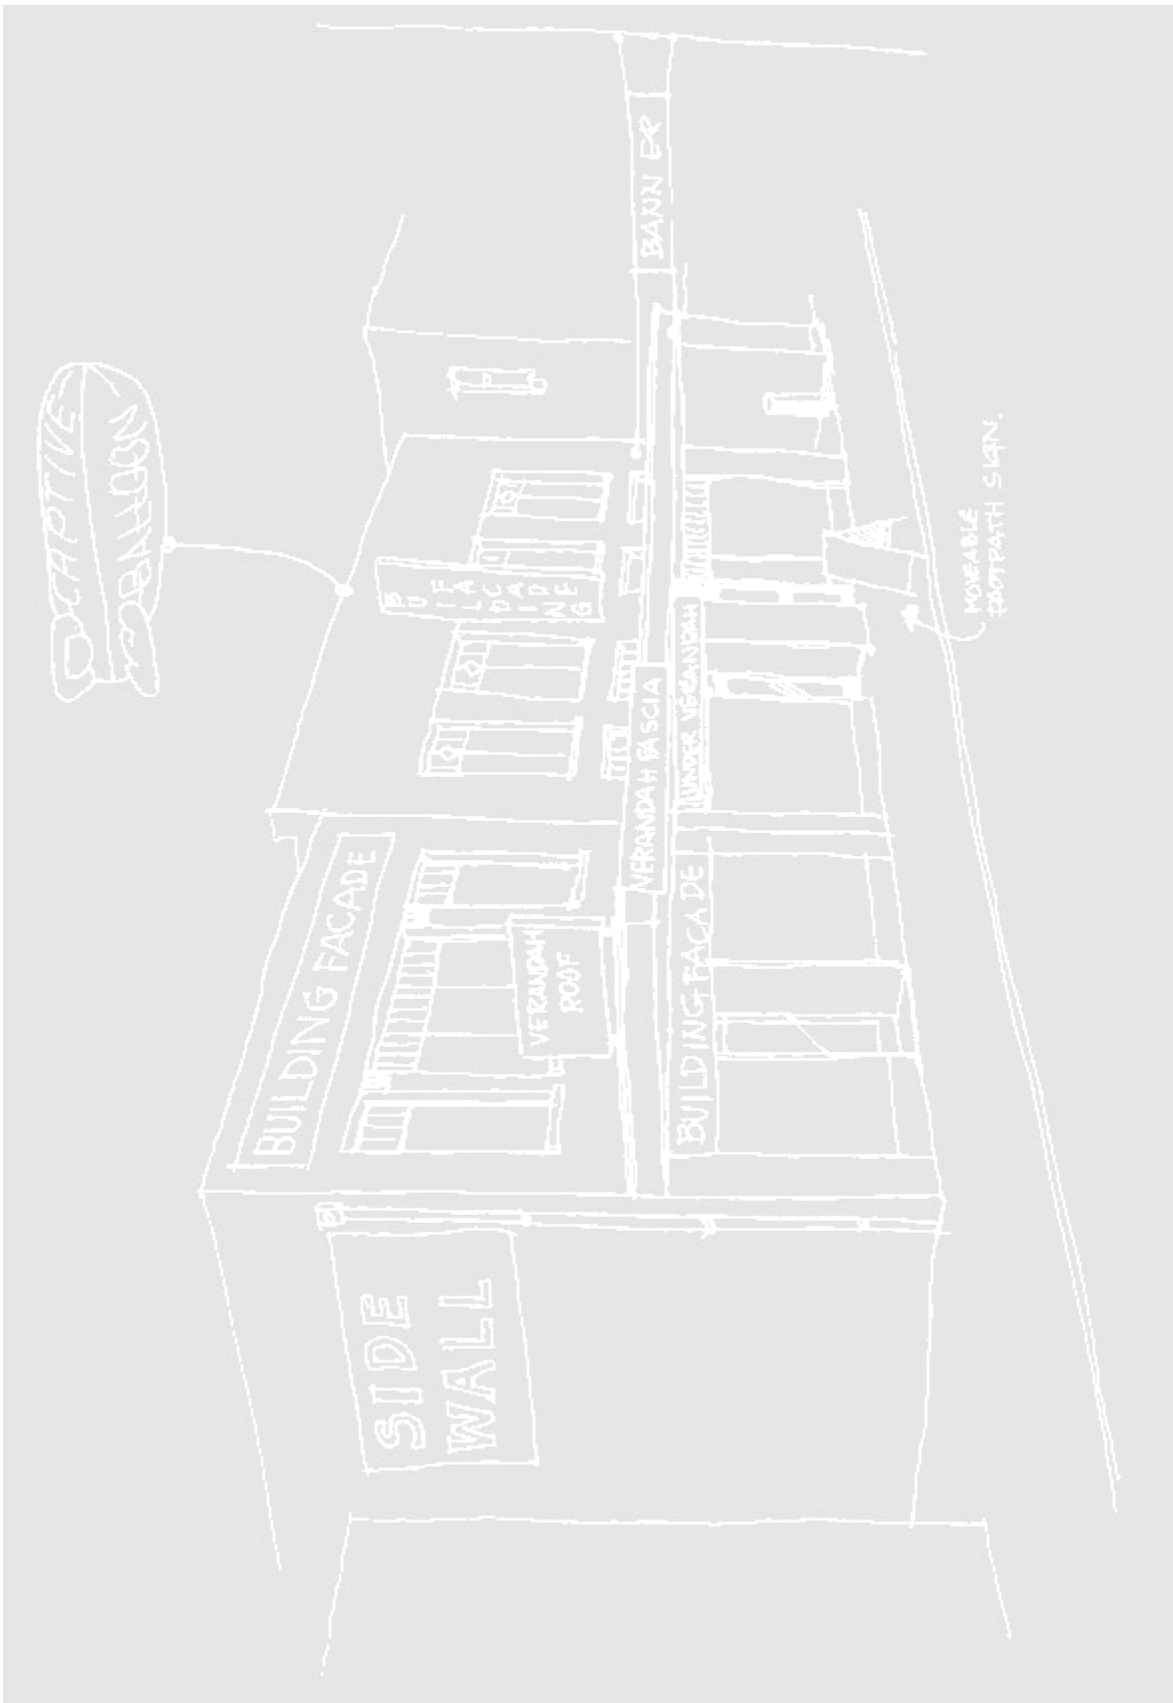 CAPTIVE
BALLOON
BUILDING FACADE
BUILDING
FACADE
BANNER
VERANDAH
ROOF
VERANDAH FASCIA
UNDER VERANDAH
BUILDING FACADE
SIDE
WALL
MOVEABLE
FOOTPATH SIGN.